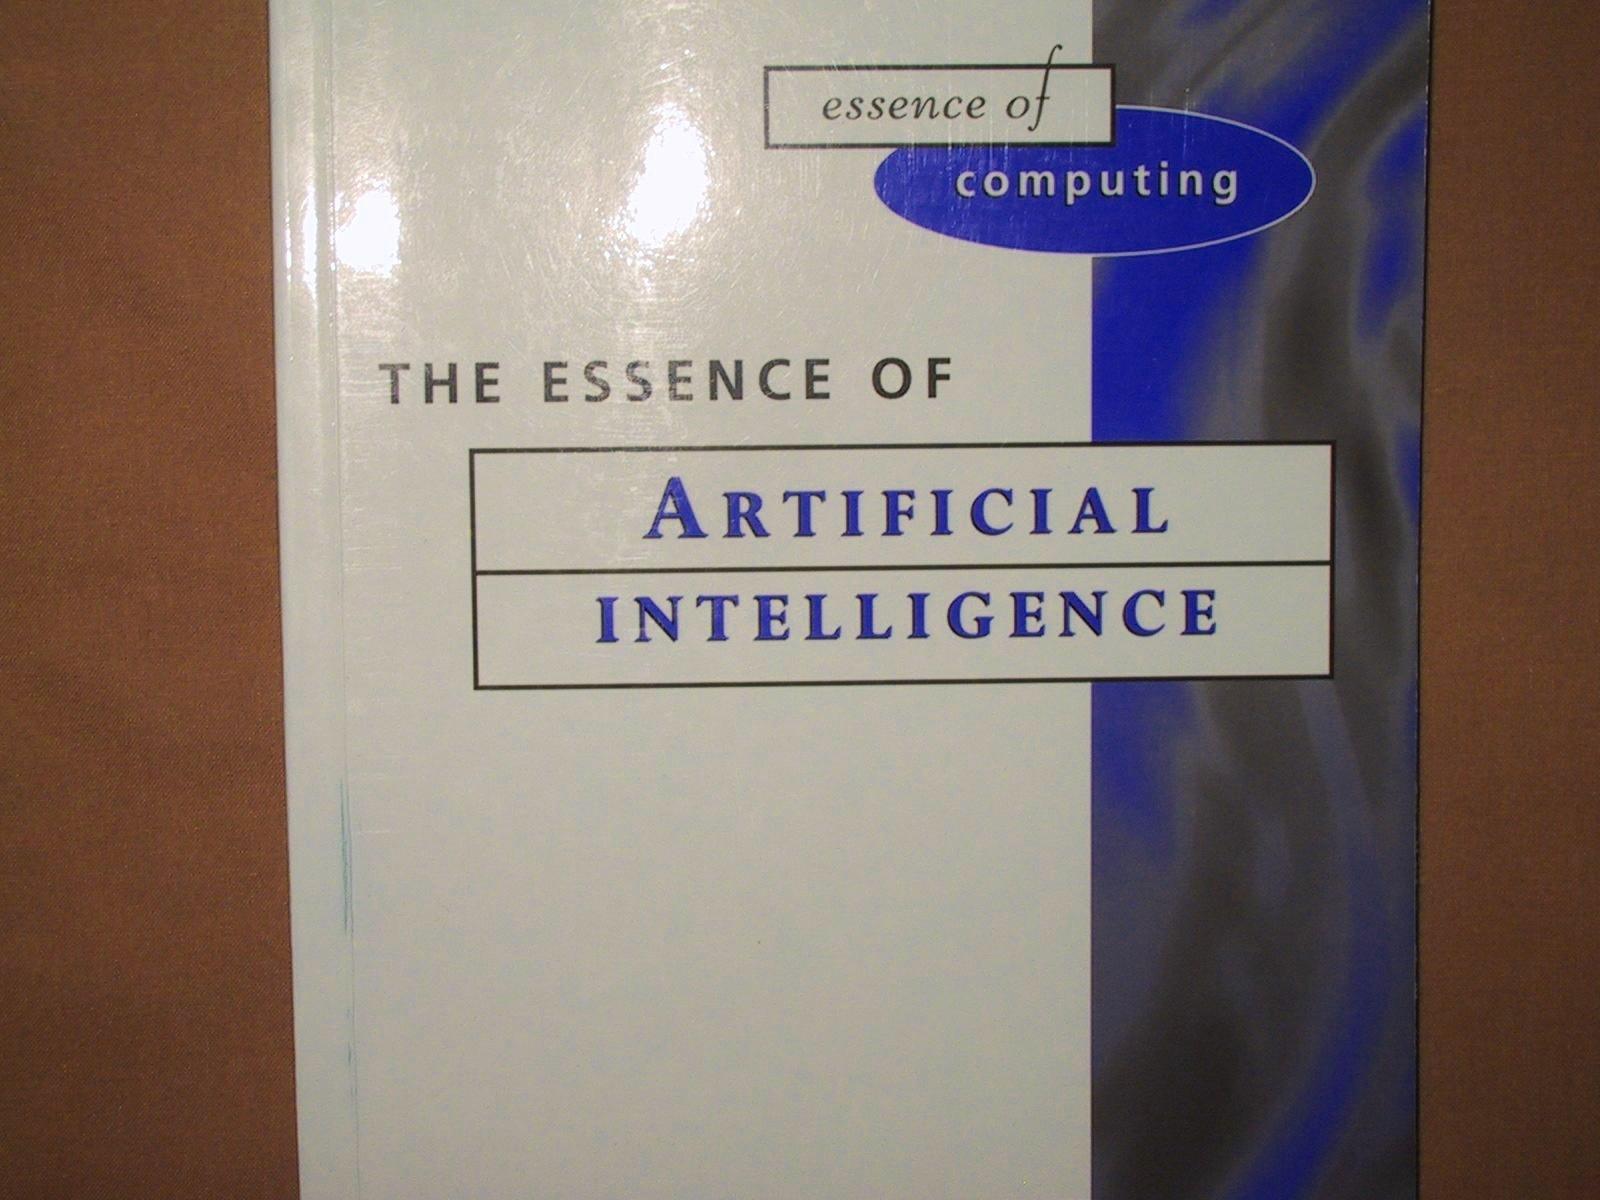 essence of
computing
THE ESSENCE OF
ARTIFICIAL
INTELLIGENCE